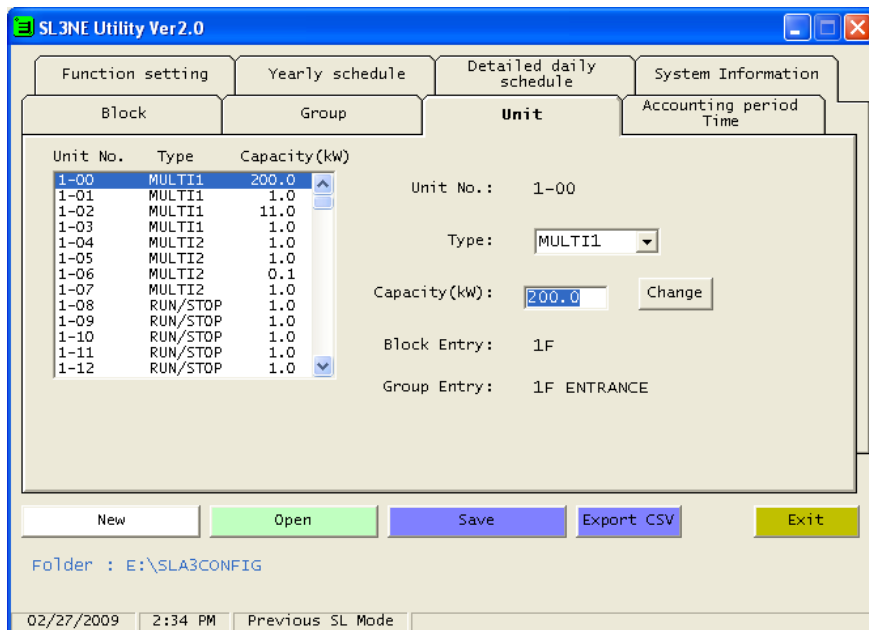 SL3NE Utility Ver2.0
Function setting
Yearly schedule
Detailed daily
schedule
System Information
Block
Group
Unit
Accounting period
Time
Unit No. Type Capacity(kW)
1-00 MULTI1 200.0
1-01 MULTI1 1.0
1-02 MULTI1 11.0
1-03 MULTI1 1.0
1-04 MULTI2 1.0
1-05 MULTI2 1.0
1-06 MULTI2 0.1
1-07 MULTI2 1.0
1-08 RUN/STOP 1.0
1-09 RUN/STOP 1.0
1-10 RUN/STOP 1.0
1-11 RUN/STOP 1.0
1-12 RUN/STOP 1.0
Unit No.: 1-00
Type: MULTI1
Capacity(kW): 200.0 Change
Block Entry: 1F
Group Entry: 1F ENTRANCE
New Open Save Export CSV Exit
Folder : E:\SLA3CONFIG
02/27/2009 2:34 PM Previous SL Mode